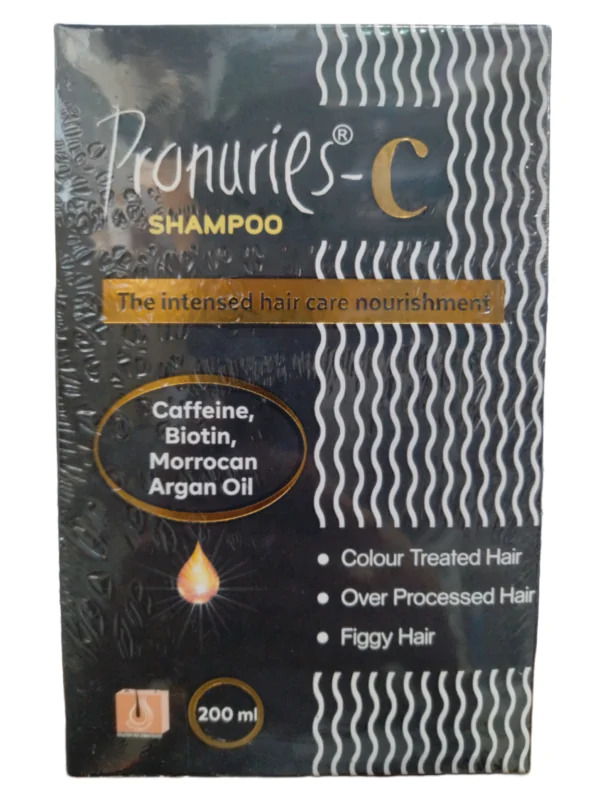 Pronuries®-C
SHAMPOO
The intensed hair care nourishment
Caffeine,
Biotin,
Morrocan
Argan Oil
• Colour Treated Hair
• Over Processed Hair
• Figgy Hair
200 ml